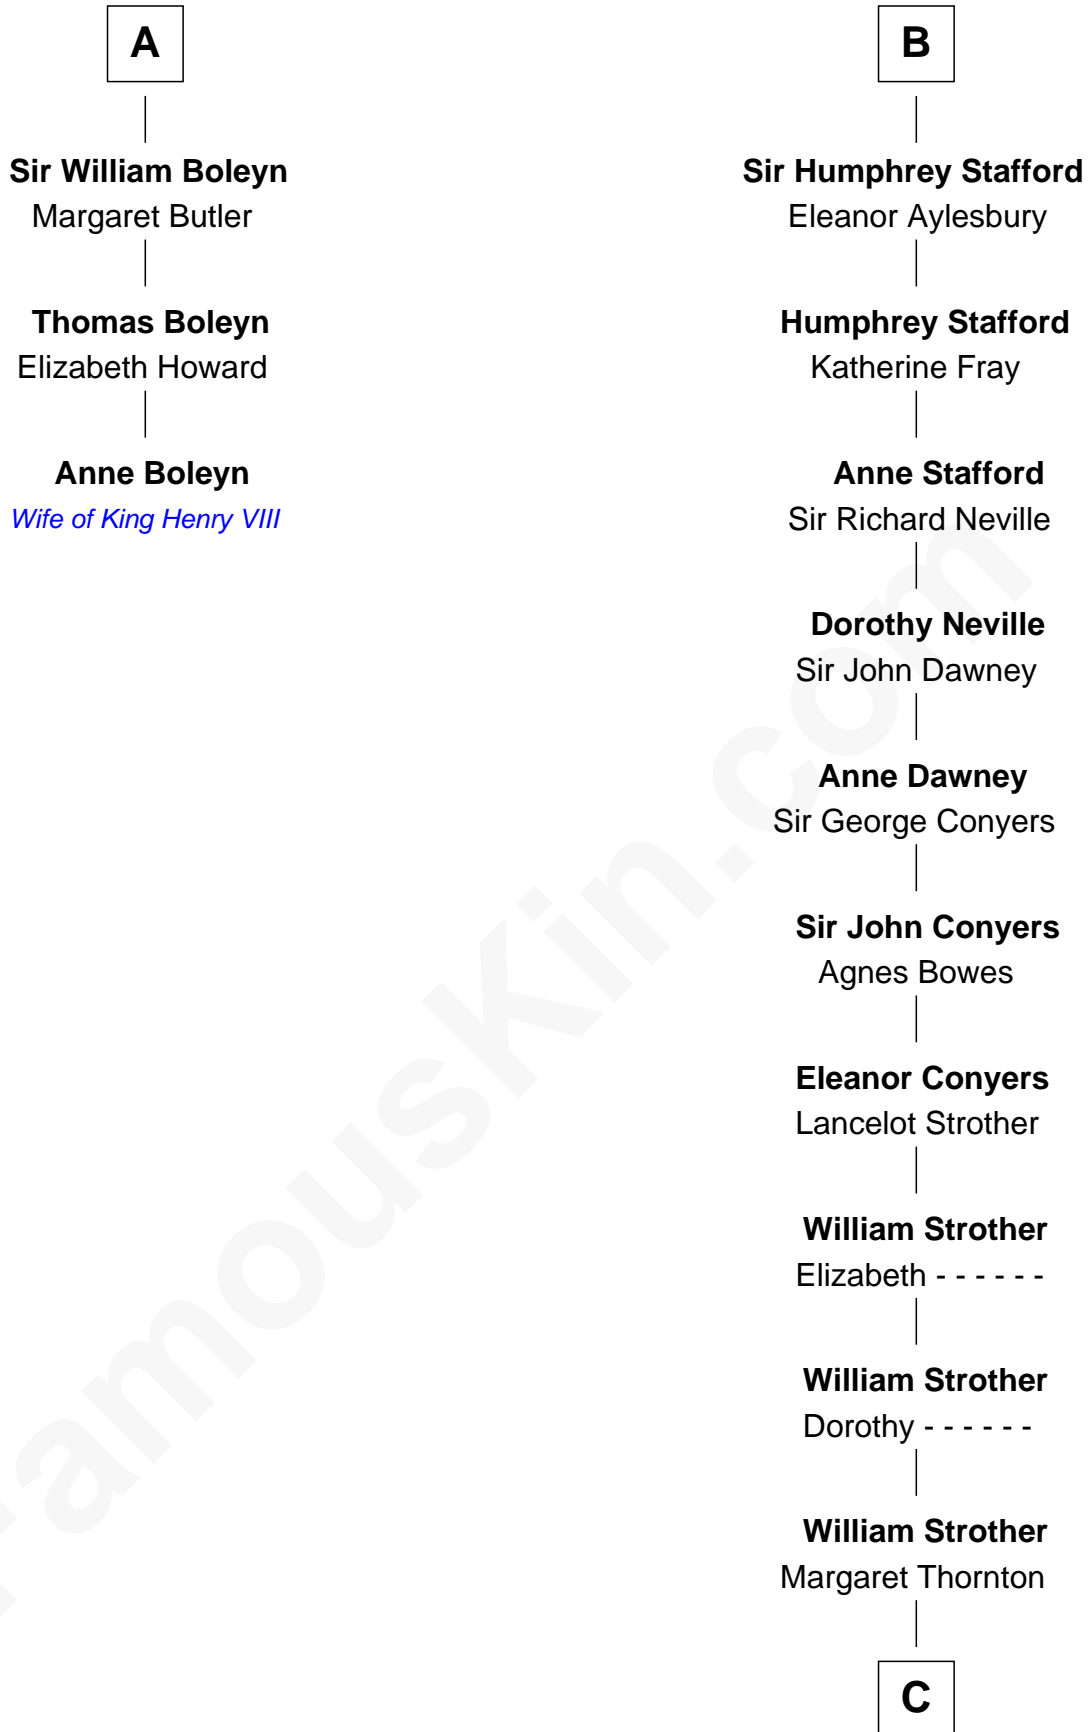 A
Sir William Boleyn
Margaret Butler
Thomas Boleyn
Elizabeth Howard
Anne Boleyn
Wife of King Henry VIII
B
Sir Humphrey Stafford
Eleanor Aylesbury
Humphrey Stafford
Katherine Fray
Anne Stafford
Sir Richard Neville
Dorothy Neville
Sir John Dawney
Anne Dawney
Sir George Conyers
Sir John Conyers
Agnes Bowes
Eleanor Conyers
Lancelot Strother
William Strother
Elizabeth - - - - - -
William Strother
Dorothy - - - - - -
William Strother
Margaret Thornton
C
FamousKin.com